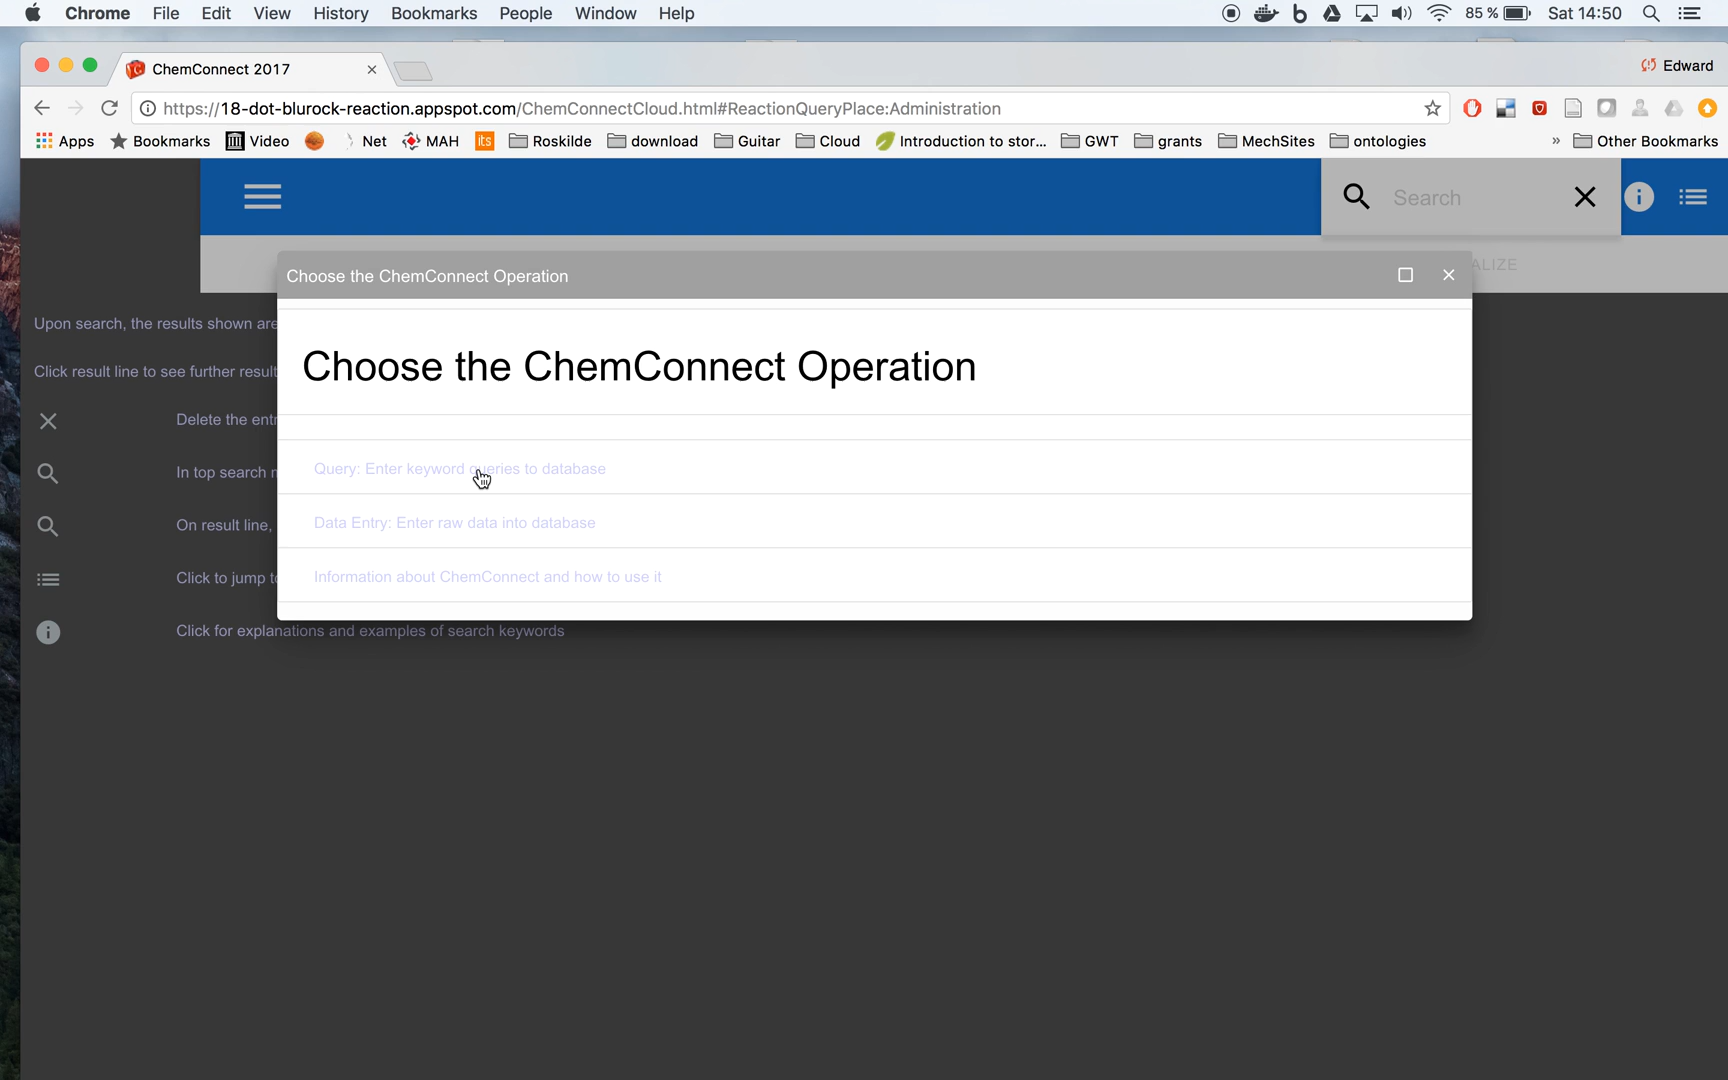 Chrome File Edit View History Bookmarks People Window Help 85 % Sat 14:50
ChemConnect 2017 Edward
https://18-dot-blurock-reaction.appspot.com/ChemConnectCloud.html#ReactionQueryPlace:Administration
Apps Bookmarks Video Net MAH its Roskilde download Guitar Cloud Introduction to stor... GWT grants MechSites ontologies » Other Bookmarks
Search
ALIZE
Choose the ChemConnect Operation
Upon search, the results shown are
Choose the ChemConnect Operation
Click result line to see further result
Delete the entr
Query: Enter keyword queries to database
In top search
Data Entry: Enter raw data into database
On result line,
Information about ChemConnect and how to use it
Click to jump to
Click for explanations and examples of search keywords